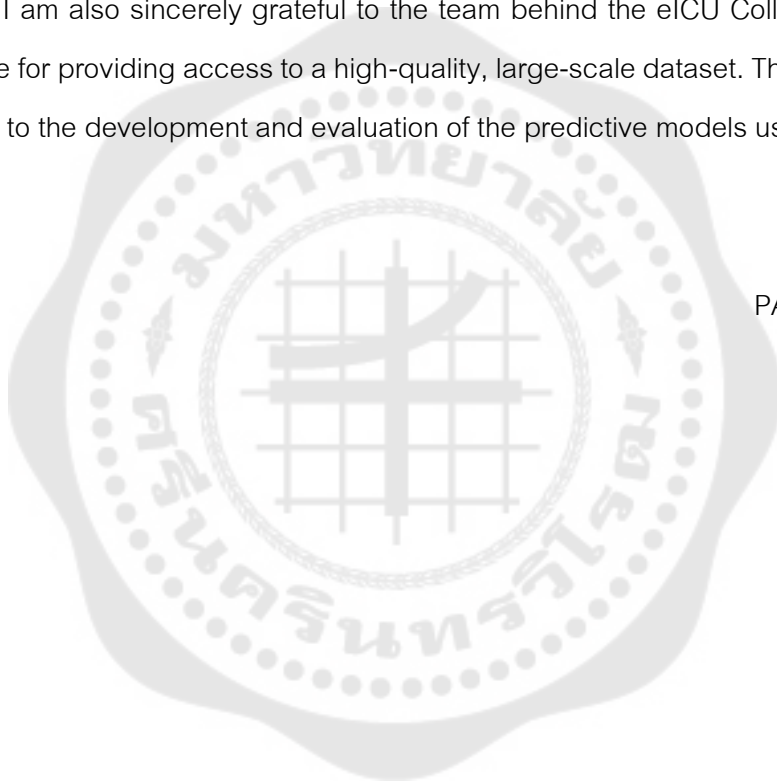 I am also sincerely grateful to the team behind the eICU Coll
e for providing access to a high-quality, large-scale dataset. Th
to the development and evaluation of the predictive models us
PA
มหาวิทยาลัย
ศรีนครินทรวิโรฒ